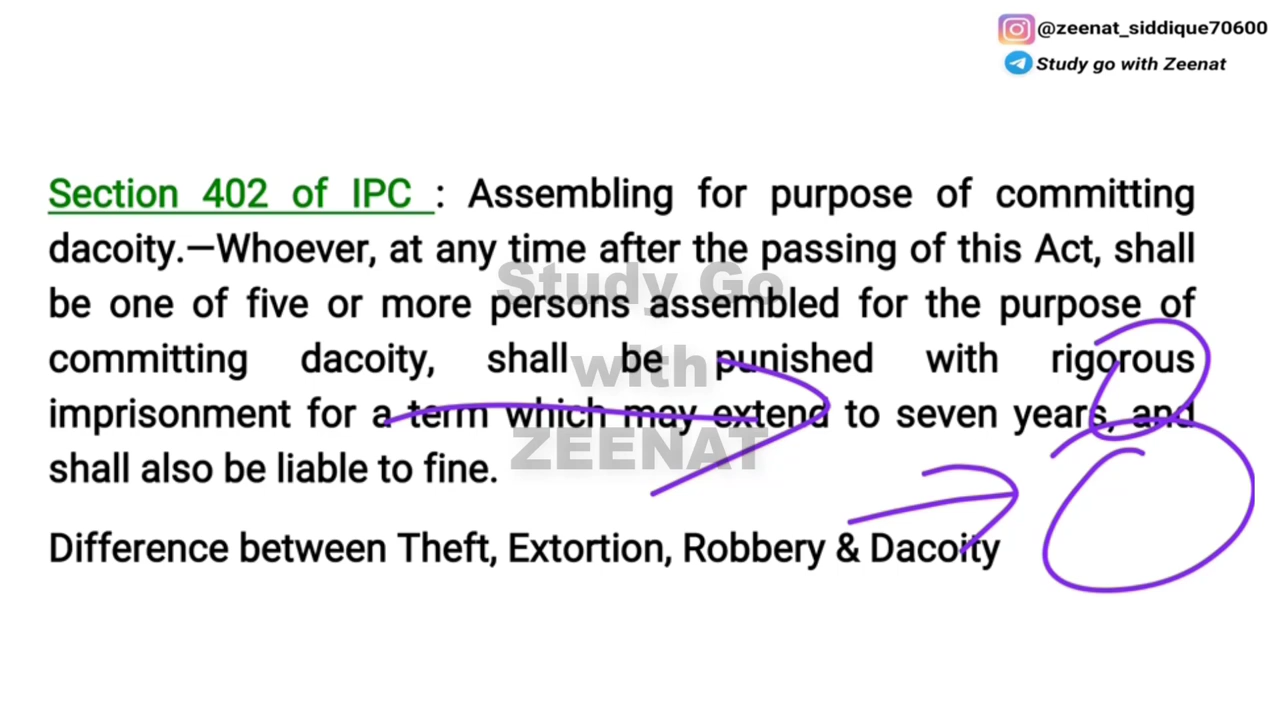 @zeenat_siddique70600
Study go with Zeenat
Section 402 of IPC : Assembling for purpose of committing
dacoity.—Whoever, at any time after the passing of this Act, shall
be one of five or more persons assembled for the purpose of
committing dacoity, shall be punished with rigorous
imprisonment for a term which may extend to seven years, and
shall also be liable to fine.
Difference between Theft, Extortion, Robbery & Dacoity
Study Go
with
ZEENAT